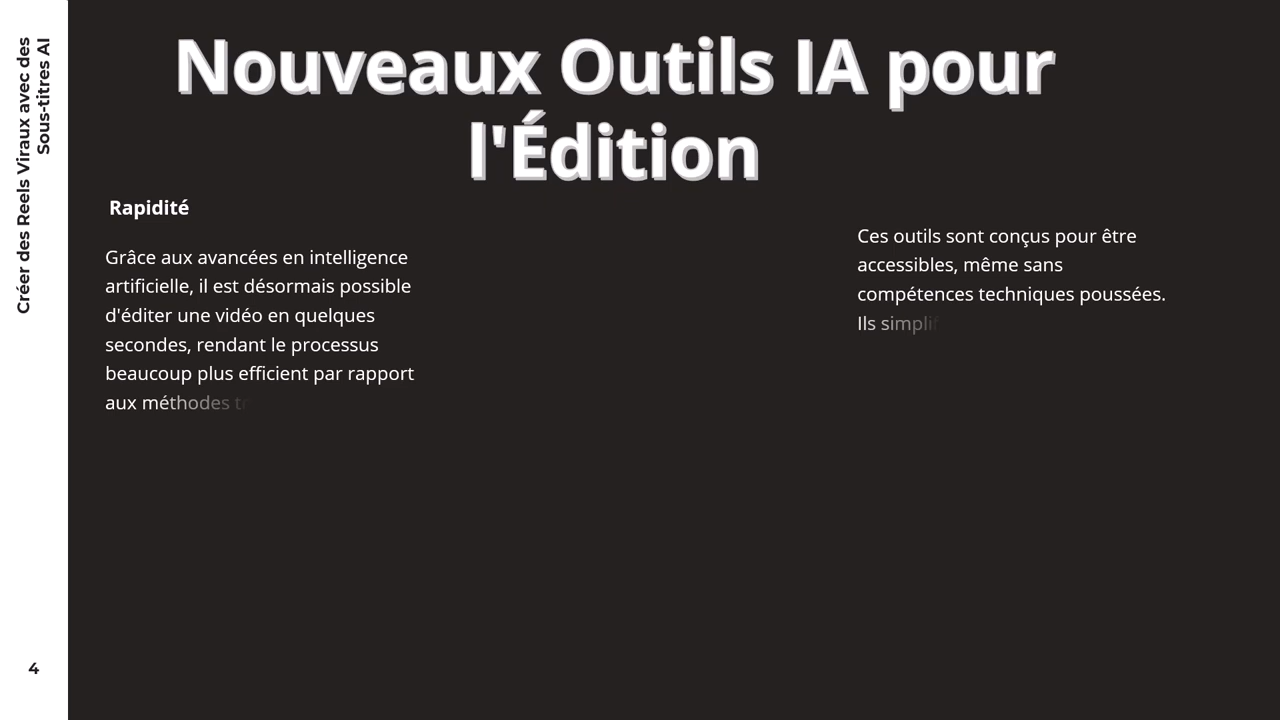 Créer des Reels Viraux avec des
Sous-titres AI
Nouveaux Outils IA pour
l'Édition
Rapidité
Grâce aux avancées en intelligence
artificielle, il est désormais possible
d'éditer une vidéo en quelques
secondes, rendant le processus
beaucoup plus efficient par rapport
aux méthodes
Ces outils sont conçus pour être
accessibles, même sans
compétences techniques poussées.
Ils
4